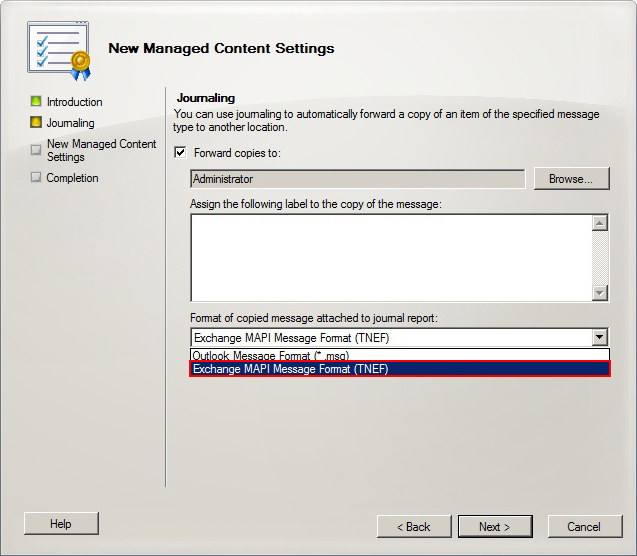 New Managed Content Settings
Introduction
Journaling
New Managed Content
Settings
Completion
Journaling
You can use journaling to automatically forward a copy of an item of the specified message
type to another location.
Forward copies to:
Administrator
Browse...
Assign the following label to the copy of the message:
Format of copied message attached to journal report:
Exchange MAPI Message Format (TNEF)
Outlook Message Format (* .msg)
Exchange MAPI Message Format (TNEF)
Help
< Back
Next >
Cancel